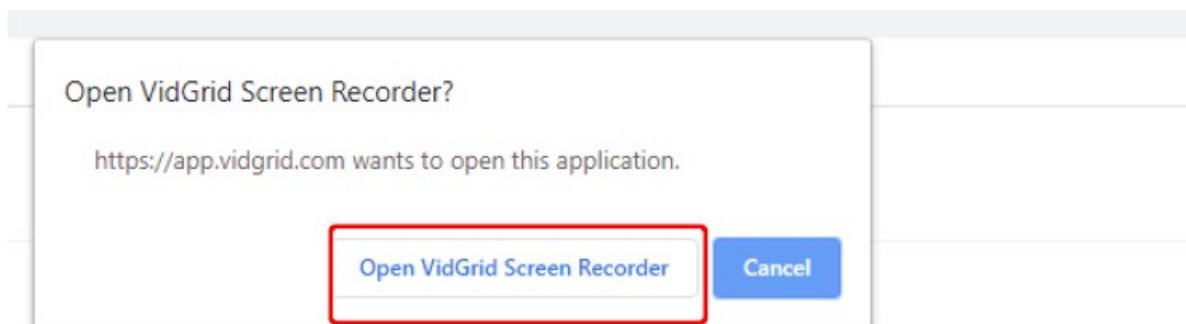 Open VidGrid Screen Recorder?
https://app.vidgrid.com wants to open this application.
Open VidGrid Screen Recorder Cancel